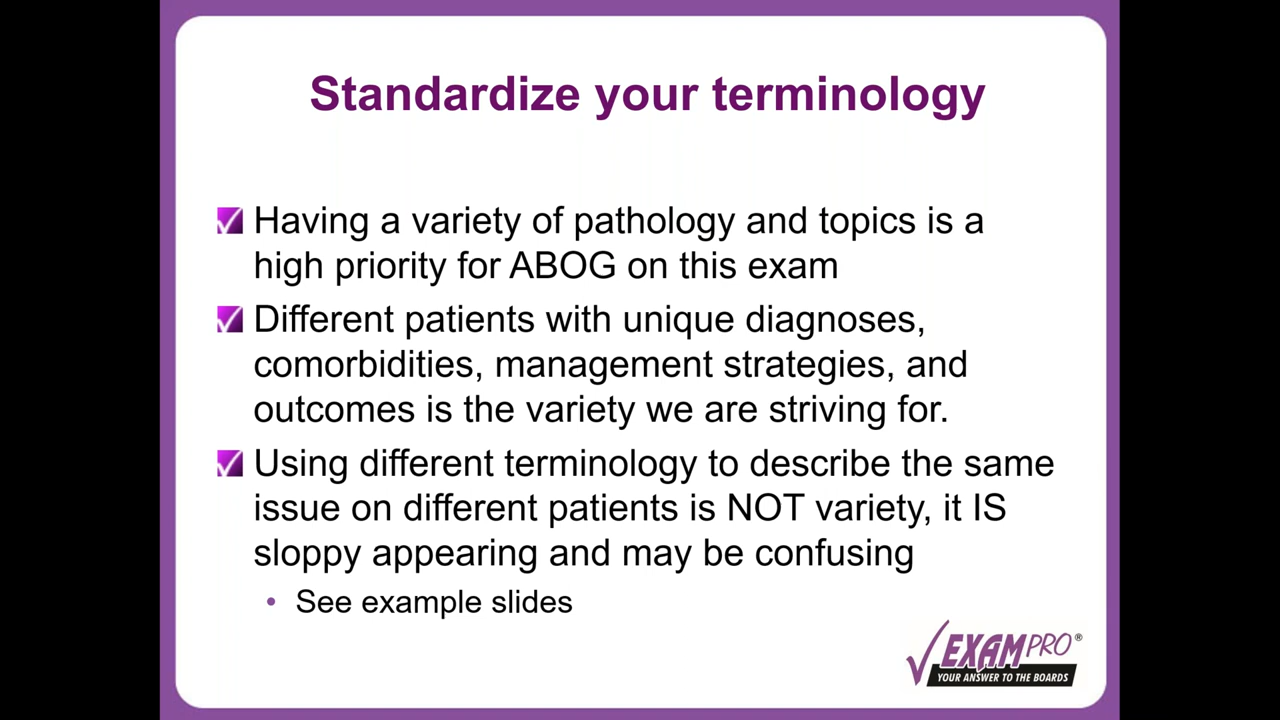 Standardize your terminology
Having a variety of pathology and topics is a
high priority for ABOG on this exam
Different patients with unique diagnoses,
comorbidities, management strategies, and
outcomes is the variety we are striving for.
Using different terminology to describe the same
issue on different patients is NOT variety, it IS
sloppy appearing and may be confusing
• See example slides
EXAMPRO®
YOUR ANSWER TO THE BOARDS